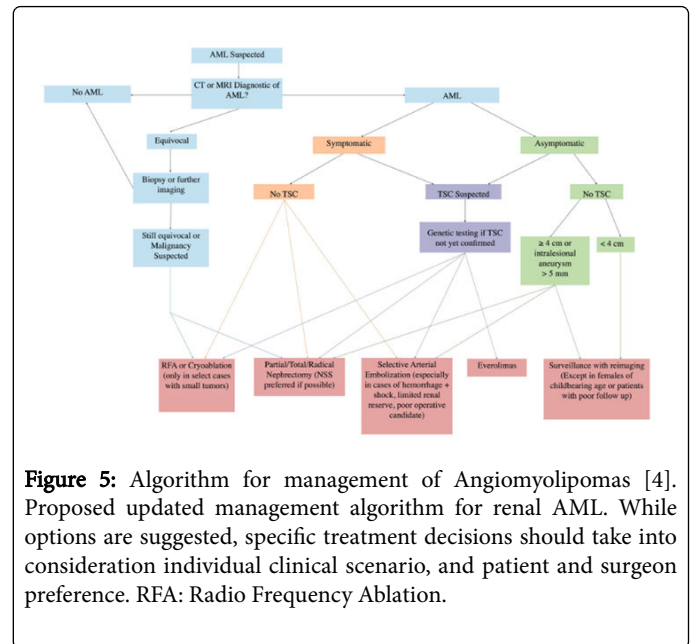 AML Suspected
No AML
CT or MRI Diagnostic of
AML?
AML
Equivocal
Symptomatic
Asymptomatic
Biopsy or further
imaging
No TSC
TSC Suspected
No TSC
Still equivocal or
Malignancy
Suspected
Genetic testing if TSC
not yet confirmed
≥ 4 cm or
intralesional
aneurysm
> 5 mm
< 4 cm
RFA or Cryoablation
(only in select cases
with small tumors)
Partial/Total/Radical
Nephrectomy (NSS
preferred if possible)
Selective Arterial
Embolization (especially
in cases of hemorrhage +
shock, limited renal
reserve, poor operative
candidate)
Everolimus
Surveillance with reimaging
(Except in females of
childbearing age or patients
with poor follow up)
Figure 5: Algorithm for management of Angiomyolipomas [4].
Proposed updated management algorithm for renal AML. While
options are suggested, specific treatment decisions should take into
consideration individual clinical scenario, and patient and surgeon
preference. RFA: Radio Frequency Ablation.